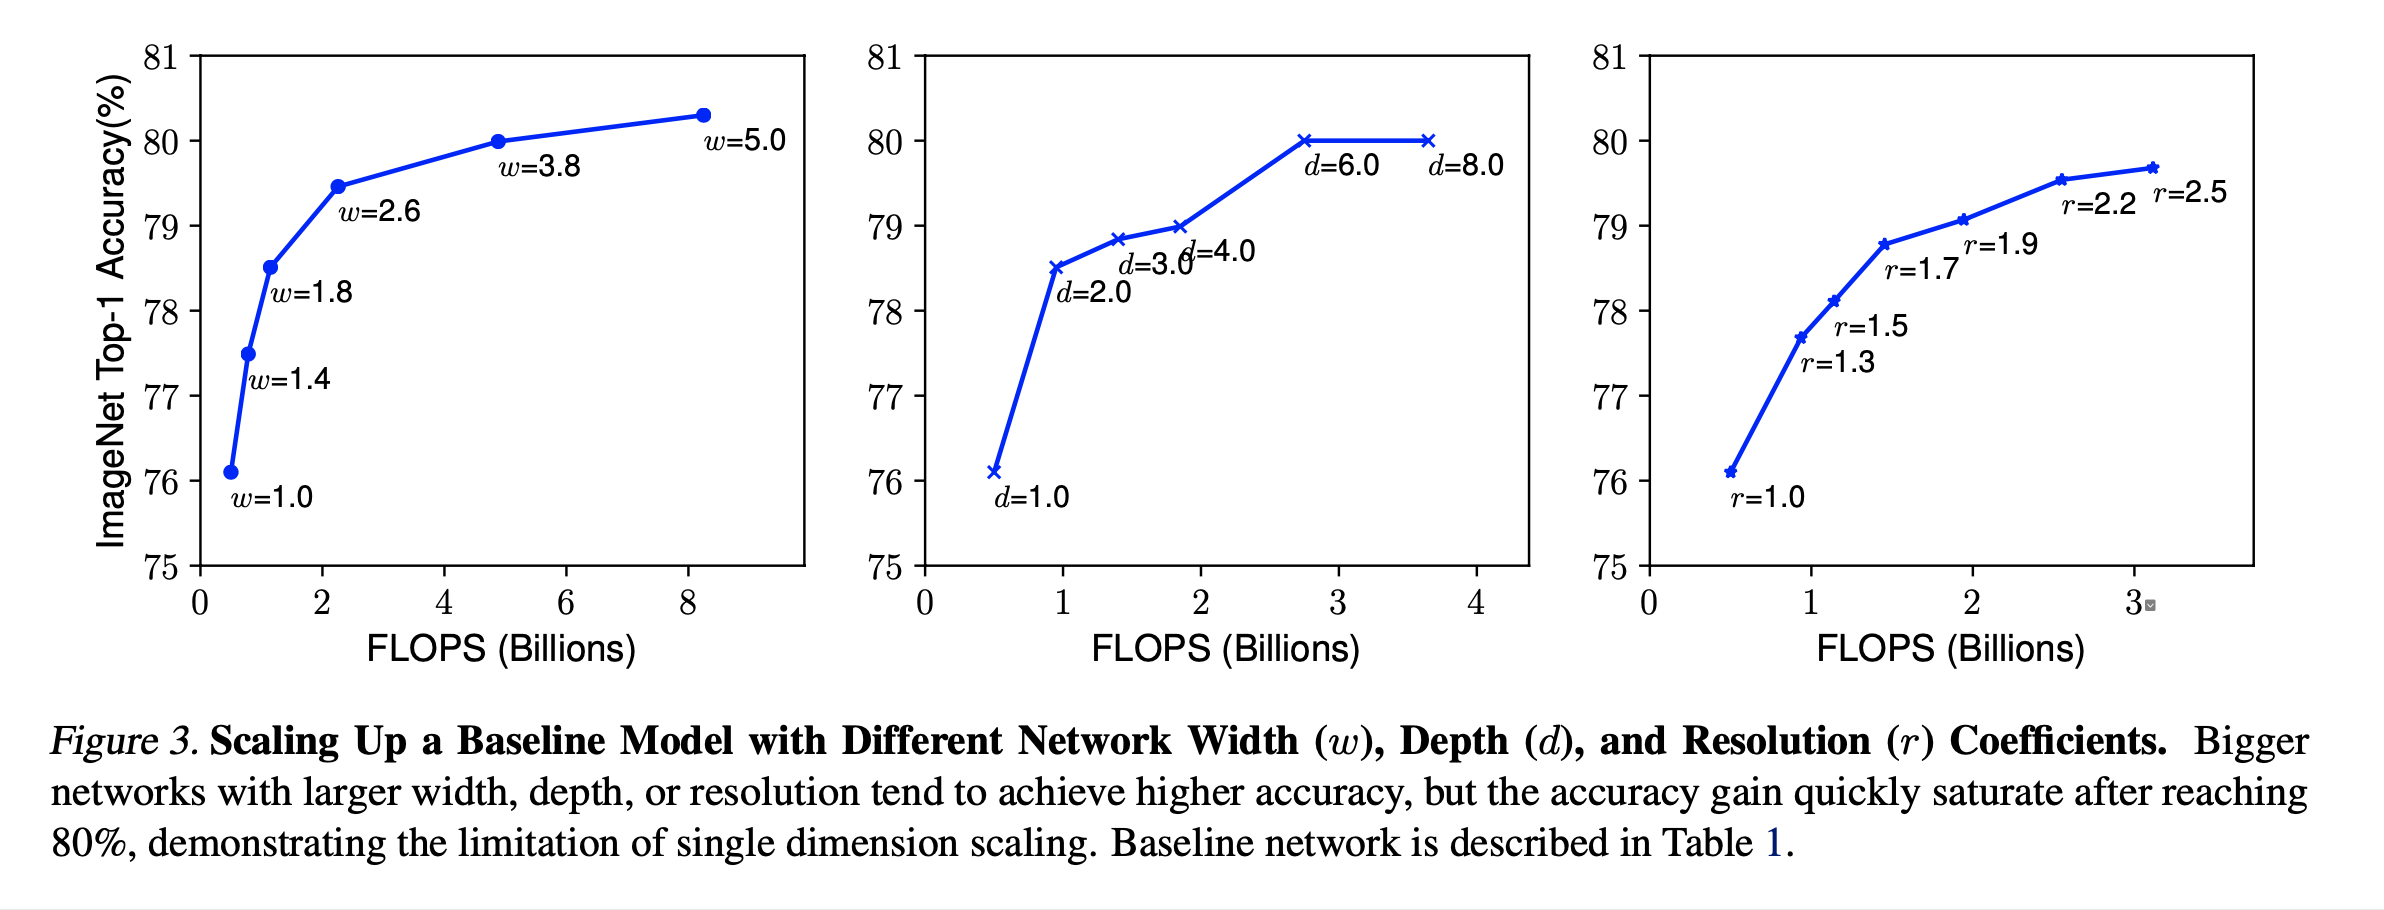 ImageNet Top-1 Accuracy(%)
81
80
79
78
77
76
75
w=5.0
w=3.8
w=2.6
w=1.8
w=1.4
w=1.0
0 2 4 6 8
FLOPS (Billions)
81
80
79
78
77
76
75
d=6.0 d=8.0
d=4.0
d=3.0
d=2.0
d=1.0
0 1 2 3 4
FLOPS (Billions)
81
80
79
78
77
76
75
r=2.5
r=2.2
r=1.9
r=1.7
r=1.5
r=1.3
r=1.0
0 1 2 3
FLOPS (Billions)
Figure 3. Scaling Up a Baseline Model with Different Network Width (w), Depth (d), and Resolution (r) Coefficients. Bigger
networks with larger width, depth, or resolution tend to achieve higher accuracy, but the accuracy gain quickly saturate after reaching
80%, demonstrating the limitation of single dimension scaling. Baseline network is described in Table 1.